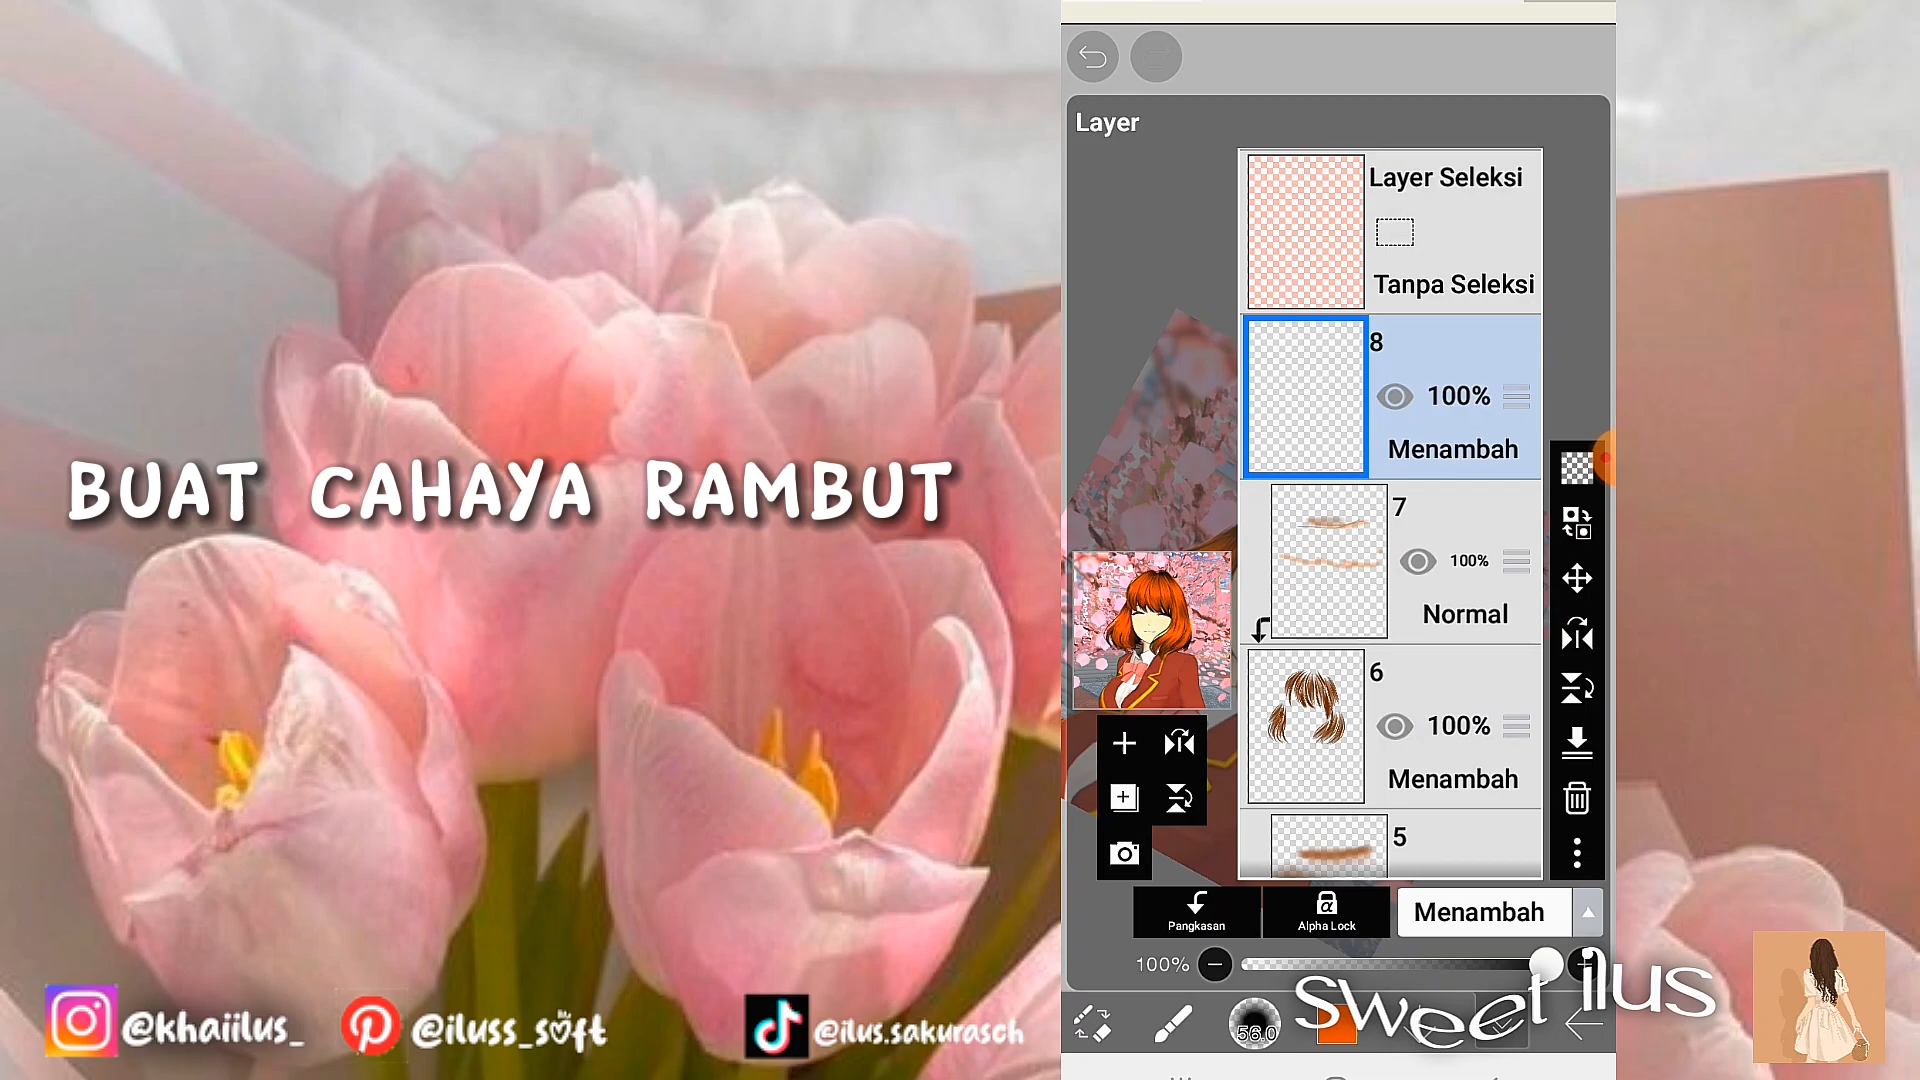 Layer
Layer Seleksi
Tanpa Seleksi
8
100%
Menambah
7
100%
Normal
6
100%
Menambah
5
BUAT CAHAYA RAMBUT
Pangkasan
Alpha Lock
Menambah
100%
56.0
sweet ilus
@khaiilus_
@iluss_soft
@ilus.sakurasch